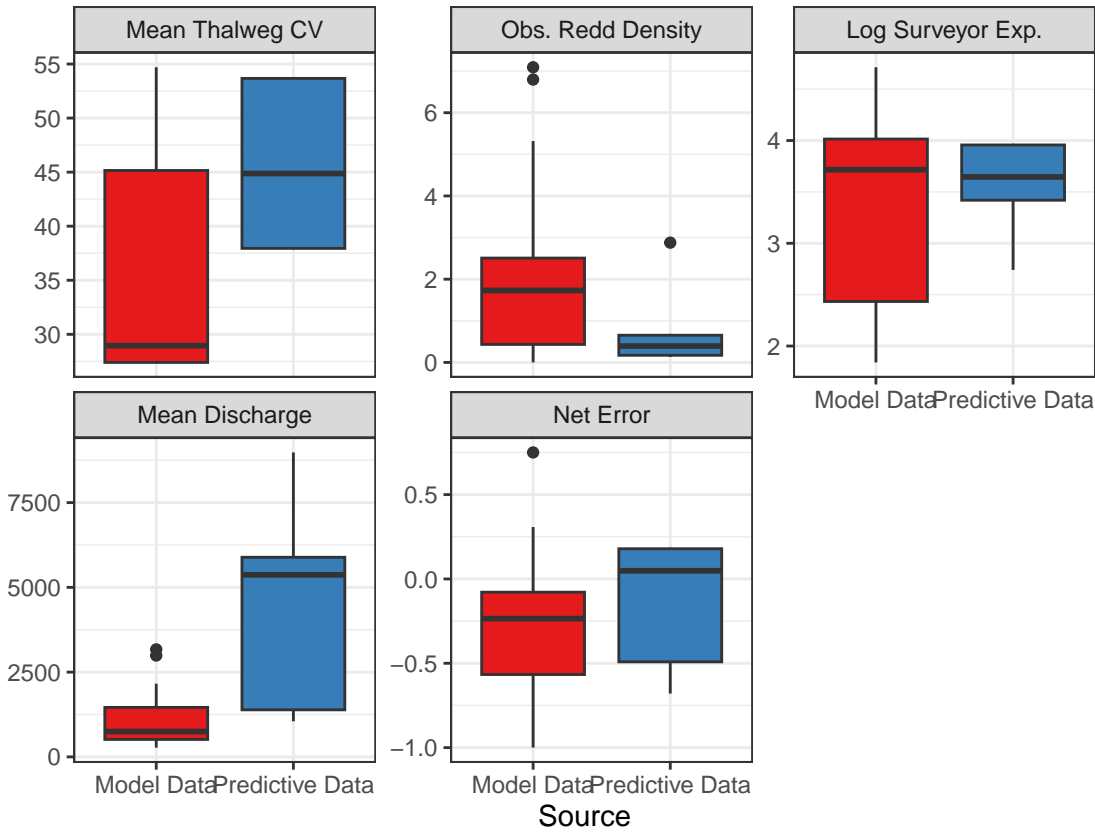 Mean Thalweg CV
Obs. Redd Density
Log Surveyor Exp.
55
50
45
40
35
30
6
4
2
0
4
3
2
Model Data
Predictive Data
Mean Discharge
Net Error
7500
5000
2500
0
0.5
0.0
−0.5
−1.0
Model Data
Predictive Data
Model Data
Predictive Data
Source